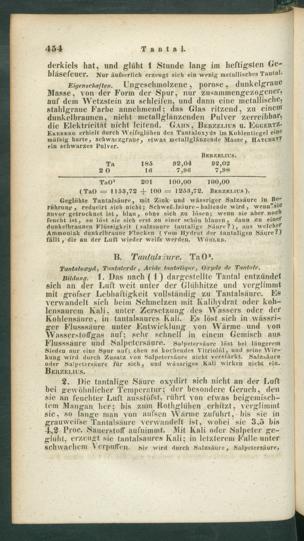 454 Tantal.
derkiels hat, und glüht 1 Stunde lang im heftigsten Ge-
bläsefeuer. Nur äufserlich erzeugt sich ein wenig metallisches Tantal.
Eigenschaften. Ungeschmolzene, poröse, dunkelgraue
Masse, von der Form der Spur, nur zusammengezogener,
auf dem Wetzstein zu schleifen, und dann eine metallische,
stahlgraue Farbe annehmend; das Glas ritzend, zu einem
dunkelbraunen, nicht metallglänzenden Pulver zerreibbar,
die Elektricität nicht leitend. GAHN, BERZELIUS u. EGGERTZ.
erhielt durch Weifsglühen des Tantaloxyds im Kohlentiegel eine
mäfsig harte, schwarzgraue, etwas metallglänzende Masse, HATCHETT
ein schwarzes Pulver.
BERZELIUS.
Ta 185 92,04 92,02
2 O 16 7,96 7,98
TaO² 201 100,00 100,00
(TaO = 1153,72 + 100 = 1253,72. BERZELIUS).
Geglühte Tantalsäure, mit Zink und wässriger Salzsäure in Be-
rührung, reducirt sich nicht;
zuvor getrocknet ist, blau, ohne sich zu lösen; wenn sie aber noch
feucht ist, so löst sie sich erst zu einer schön blauen, dann zu einer
dunkelbraunen Flüssigkeit (salzsaure tantalige Säure?), aus welcher
Ammoniak dunkelbraune Flocken (vom Hydrat der tantaligen Säure?)
fällt, die an der Luft wieder weifs werden. WÖHLER.
B. Tantalsäure. TaO².
Tantaloxyd, Tantalerde, Acide tantalique, Oxyde de Tantale.
Bildung. 1. Das nach (1) dargestellte Tantal entzündet
sich an der Luft weit unter der Glühhitze und verglimmt
mit grofser Lebhaftigkeit vollständig zu Tantalsäure. Es
verwandelt sich beim Schmelzen mit Kalihydrat oder koh-
lensaurem Kali, unter Zersetzung des Wassers oder der
Kohlensäure, in tantalsaures Kali. Es löst sich in wässri-
ger Flusssäure unter Entwicklung von Wärme und von
Wasserstoffgas auf; sehr schnell in einem Gemisch aus
Flusssäure und Salpetersäure. Salpetersäure löst bei längerem
Sieden nur eine Spur auf; eben so kochendes Vitriolöl, und seine Wir-
kung wird durch Zusatz von Salpetersäure nicht verstärkt. Salzsäure
oder Salpetersäure für sich, und wässriges Kali wirken nicht ein.
BERZELIUS.
2. Die tantalige Säure oxydirt sich nicht an der Luft
bei gewöhnlicher Temperatur; der besondere Geruch, den
sie an feuchter Luft ausstöfst, rührt von etwas beigemisch-
tem Mangan her; bis zum Rothglühen erhitzt, verglimmt
sie, so lange man von aufsen Wärme zuführt, bis sie in
grauweifse Tantalsäure verwandelt ist, wobei sie 3,5 bis
4,2 Proc. Sauerstoff aufnimmt. Mit Kali oder Salpeter ge-
glüht, erzeugt sie tantalsaures Kali; in letzterem Falle unter
schwachem Verpuffen. Sie wird durch Salzsäure, Salpetersäure,